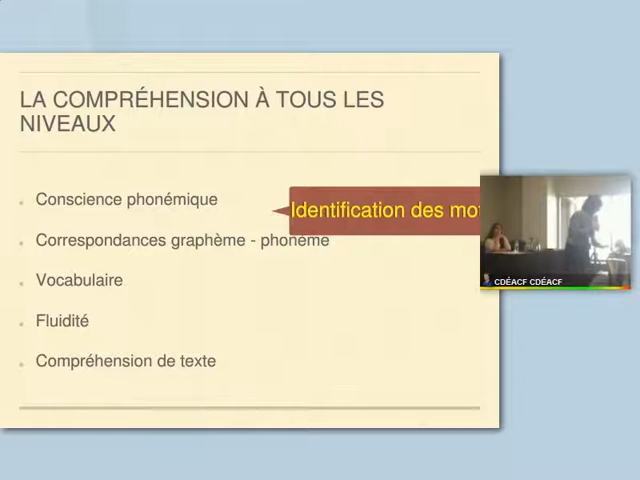 LA COMPRÉHENSION À TOUS LES
NIVEAUX
Conscience phonémique
Identification des mo
Correspondances graphème - phonème
Vocabulaire
Fluidité
Compréhension de texte
CDÉACF CDÉACF